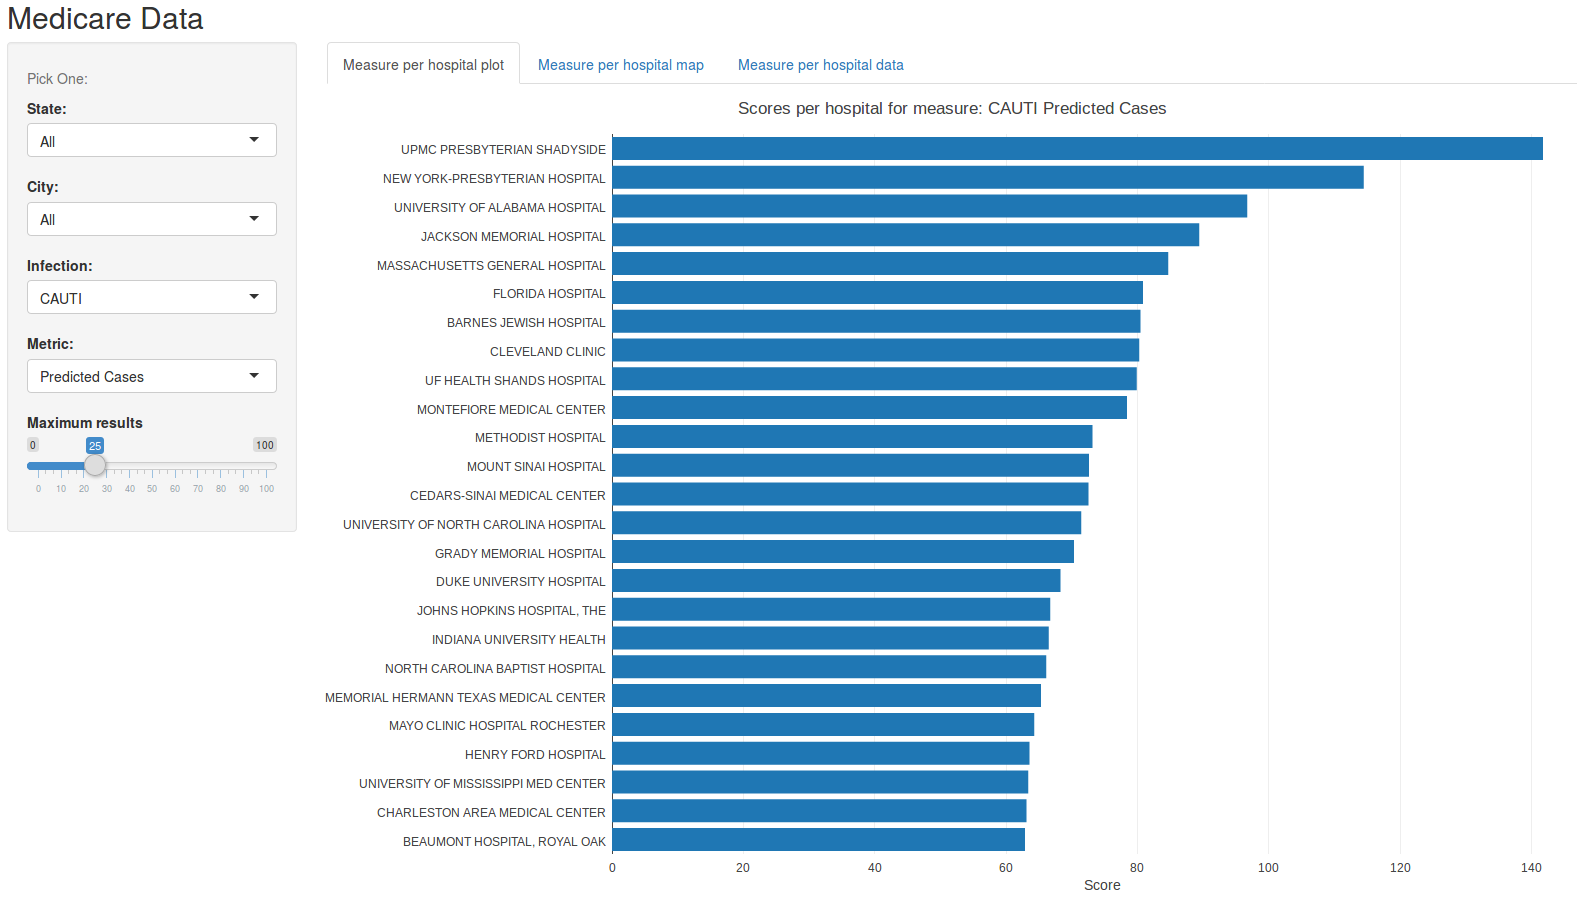 Medicare Data
Pick One:
State:
All
City:
All
Infection:
CAUTI
Metric:
Predicted Cases
Maximum results
0 25 100
0 10 20 30 40 50 60 70 80 90 100
Measure per hospital plot Measure per hospital map Measure per hospital data
Scores per hospital for measure: CAUTI Predicted Cases
UPMC PRESBYTERIAN SHADYSIDE
NEW YORK-PRESBYTERIAN HOSPITAL
UNIVERSITY OF ALABAMA HOSPITAL
JACKSON MEMORIAL HOSPITAL
MASSACHUSETTS GENERAL HOSPITAL
FLORIDA HOSPITAL
BARNES JEWISH HOSPITAL
CLEVELAND CLINIC
UF HEALTH SHANDS HOSPITAL
MONTEFIORE MEDICAL CENTER
METHODIST HOSPITAL
MOUNT SINAI HOSPITAL
CEDARS-SINAI MEDICAL CENTER
UNIVERSITY OF NORTH CAROLINA HOSPITAL
GRADY MEMORIAL HOSPITAL
DUKE UNIVERSITY HOSPITAL
JOHNS HOPKINS HOSPITAL, THE
INDIANA UNIVERSITY HEALTH
NORTH CAROLINA BAPTIST HOSPITAL
MEMORIAL HERMANN TEXAS MEDICAL CENTER
MAYO CLINIC HOSPITAL ROCHESTER
HENRY FORD HOSPITAL
UNIVERSITY OF MISSISSIPPI MED CENTER
CHARLESTON AREA MEDICAL CENTER
BEAUMONT HOSPITAL, ROYAL OAK
0 20 40 60 80 100 120 140
Score